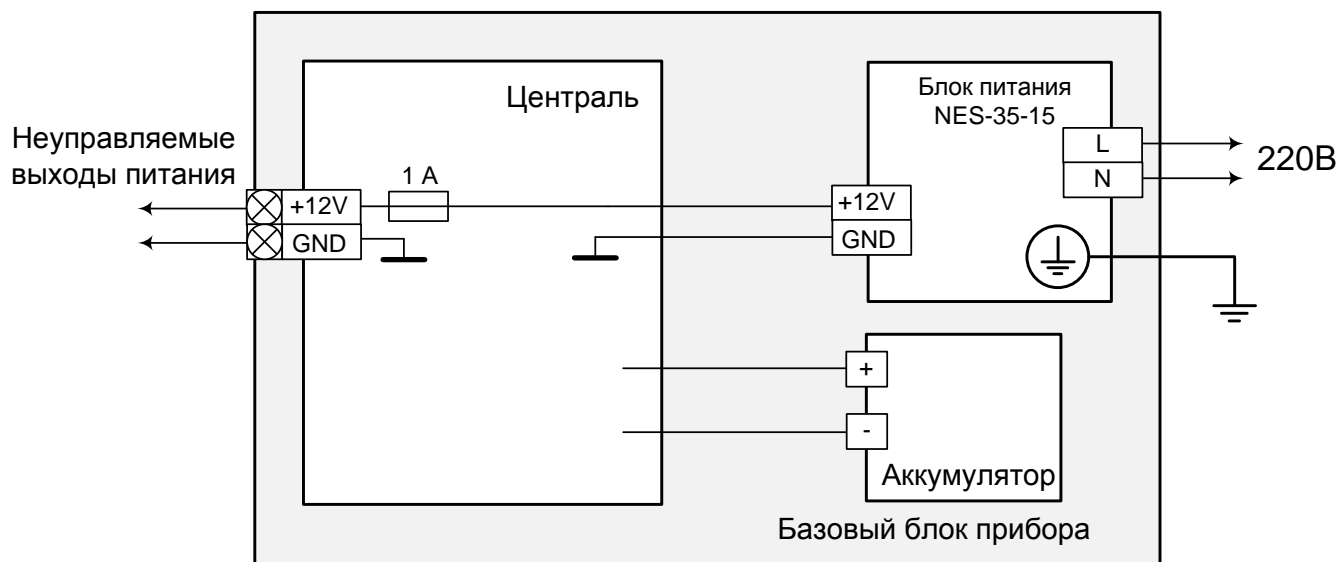 Централь
Блок питания
NES-35-15
Неуправляемые
выходы питания
1 A
L
N
220В
+12V
GND
+12V
GND
+
-
Аккумулятор
Базовый блок прибора